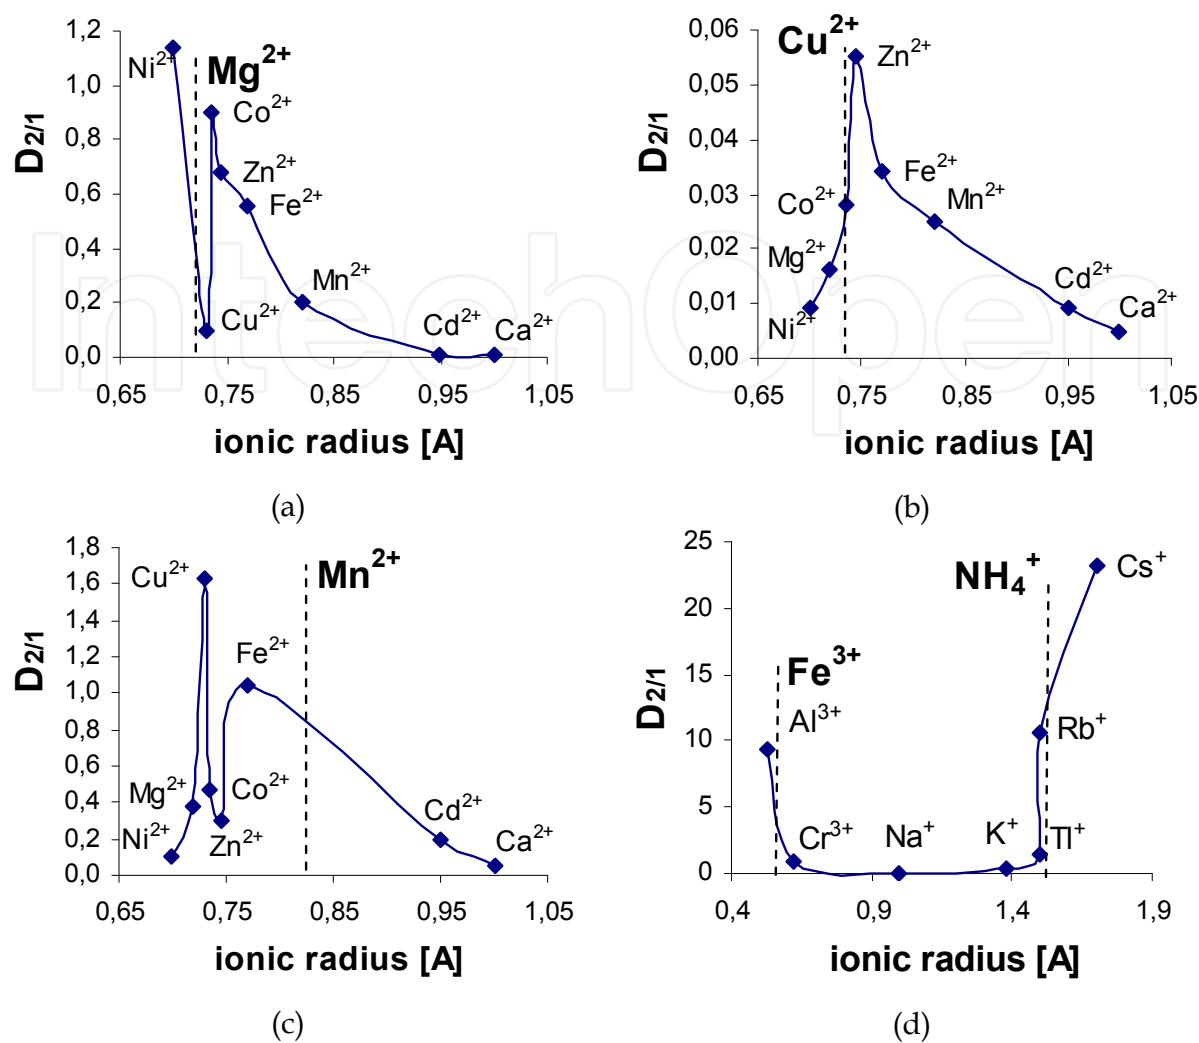 1,2
1,0
0,8
0,6
0,4
0,2
0,0
D2/1
Ni2+
Mg2+
Co2+
Zn2+
Fe2+
Mn2+
Cu2+
Cd2+
Ca2+
0,65 0,75 0,85 0,95 1,05
ionic radius [A]
(a)
0,06
0,05
0,04
0,03
0,02
0,01
0,00
D2/1
Cu2+
Zn2+
Fe2+
Co2+
Mn2+
Mg2+
Ni2+
Cd2+
Ca2+
0,65 0,75 0,85 0,95 1,05
ionic radius [A]
(b)
1,8
1,6
1,4
1,2
1,0
0,8
0,6
0,4
0,2
0,0
D2/1
Cu2+
Mn2+
Fe2+
Mg2+
Co2+
Ni2+
Zn2+
Cd2+
Ca2+
0,65 0,75 0,85 0,95 1,05
ionic radius [A]
(c)
25
20
15
10
5
0
D2/1
NH4+
Cs+
Fe3+
Al3+
Rb+
Cr3+
Na+
K+
Tl+
0,4 0,9 1,4 1,9
ionic radius [A]
(d)
IntechOpen